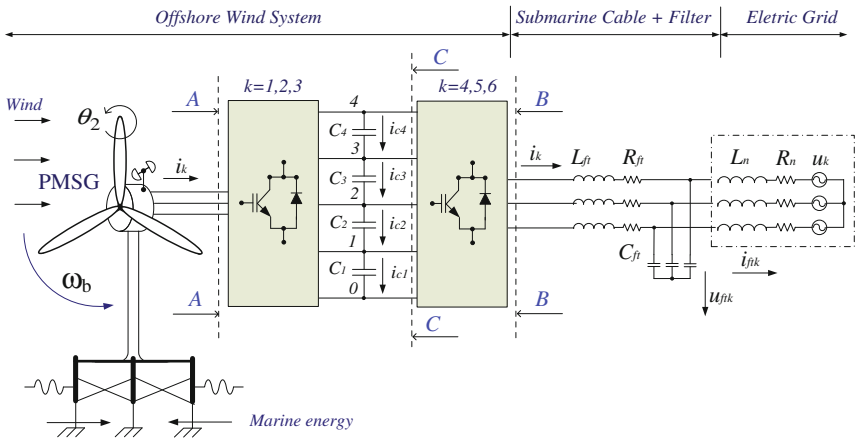 Offshore Wind System
Submarine Cable + Filter
Eletric Grid
Wind
θ2
PMSG
ωb
ik
A
A
k=1,2,3
4
C4
ic4
3
C3
ic3
2
C2
ic2
1
C1
ic1
0
C
C
k=4,5,6
B
B
ik
Lft
Rft
Cft
uftk
Ln
Rn
uk
iftk
Marine energy